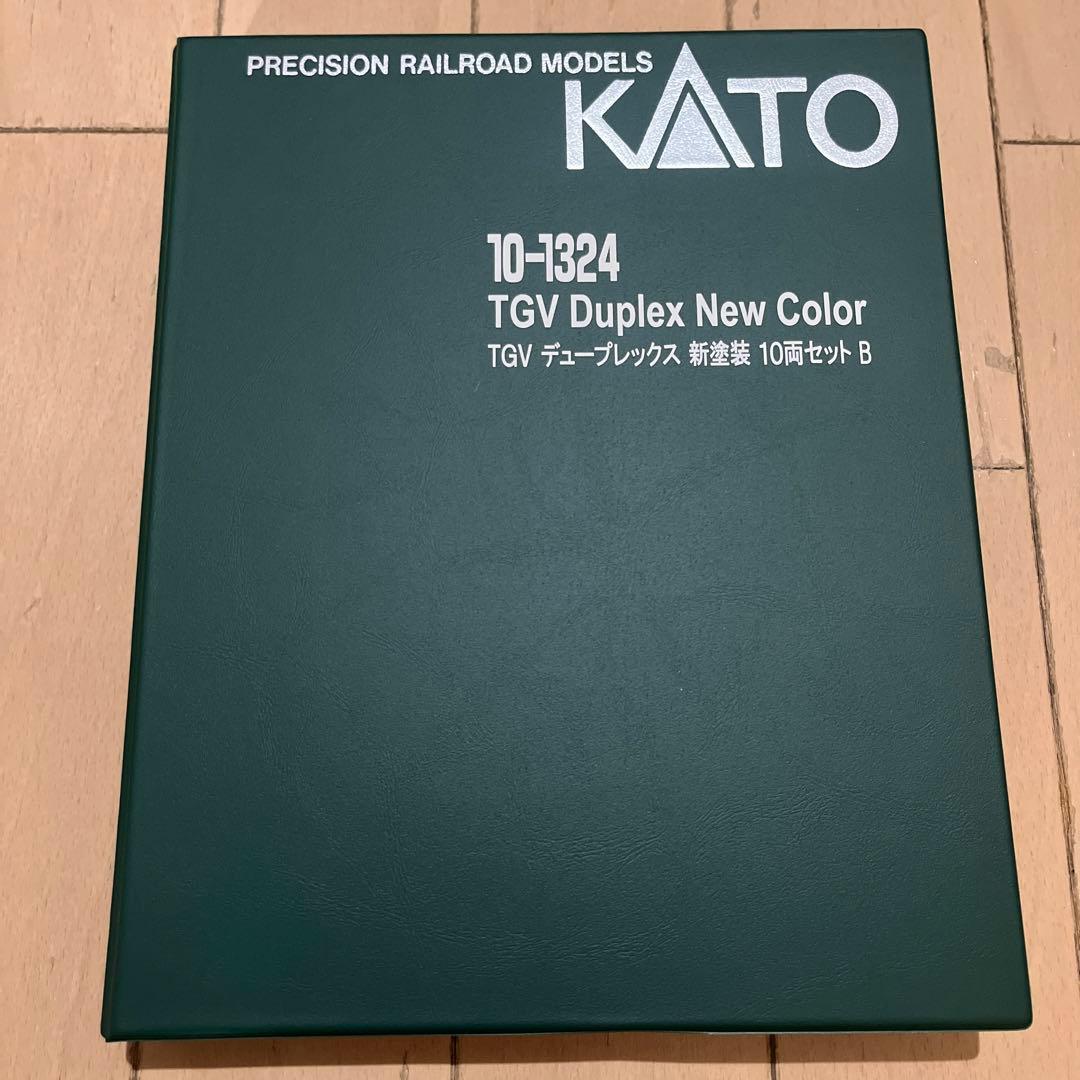 PRECISION RAILROAD MODELS
KATO
10-1324
TGV Duplex New Color
TGV デュープレックス 新塗装 10両セット B